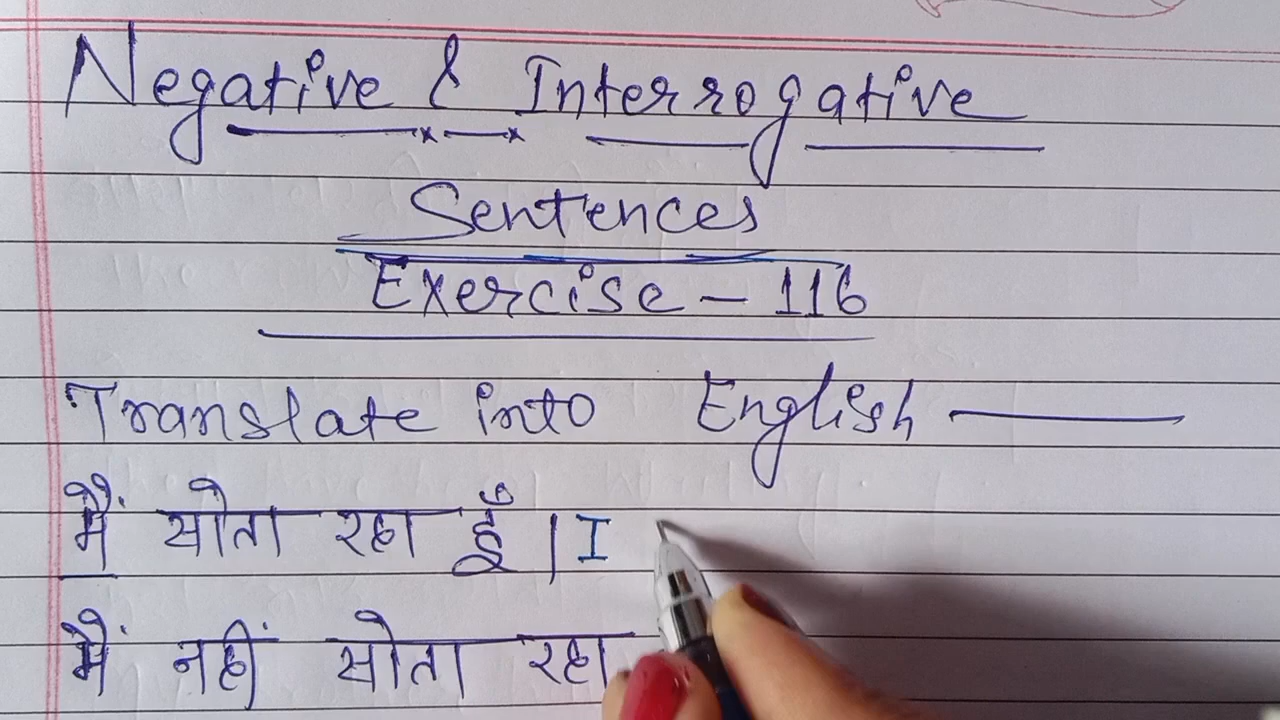 Negative & Interrogative
Sentences
Exercise - 116
Translate into English —
मैं सोता रहा हूँ । I
मैं नहीं सोता रहा